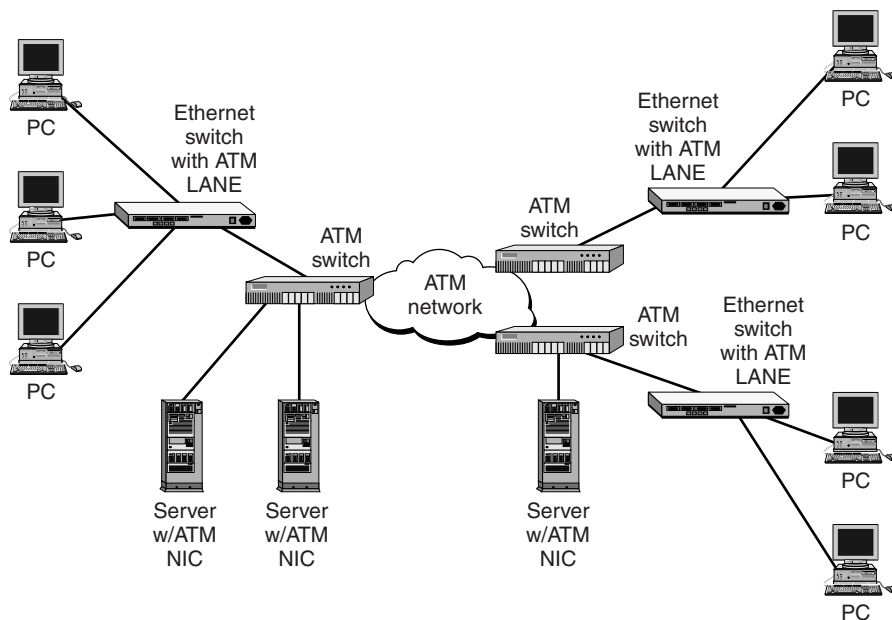 PC
Ethernet
switch
with ATM
LANE
PC
PC
ATM
switch
Server
w/ATM
NIC
Server
w/ATM
NIC
ATM
network
ATM
switch
Ethernet
switch
with ATM
LANE
PC
PC
ATM
switch
Server
w/ATM
NIC
Ethernet
switch
with ATM
LANE
PC
PC